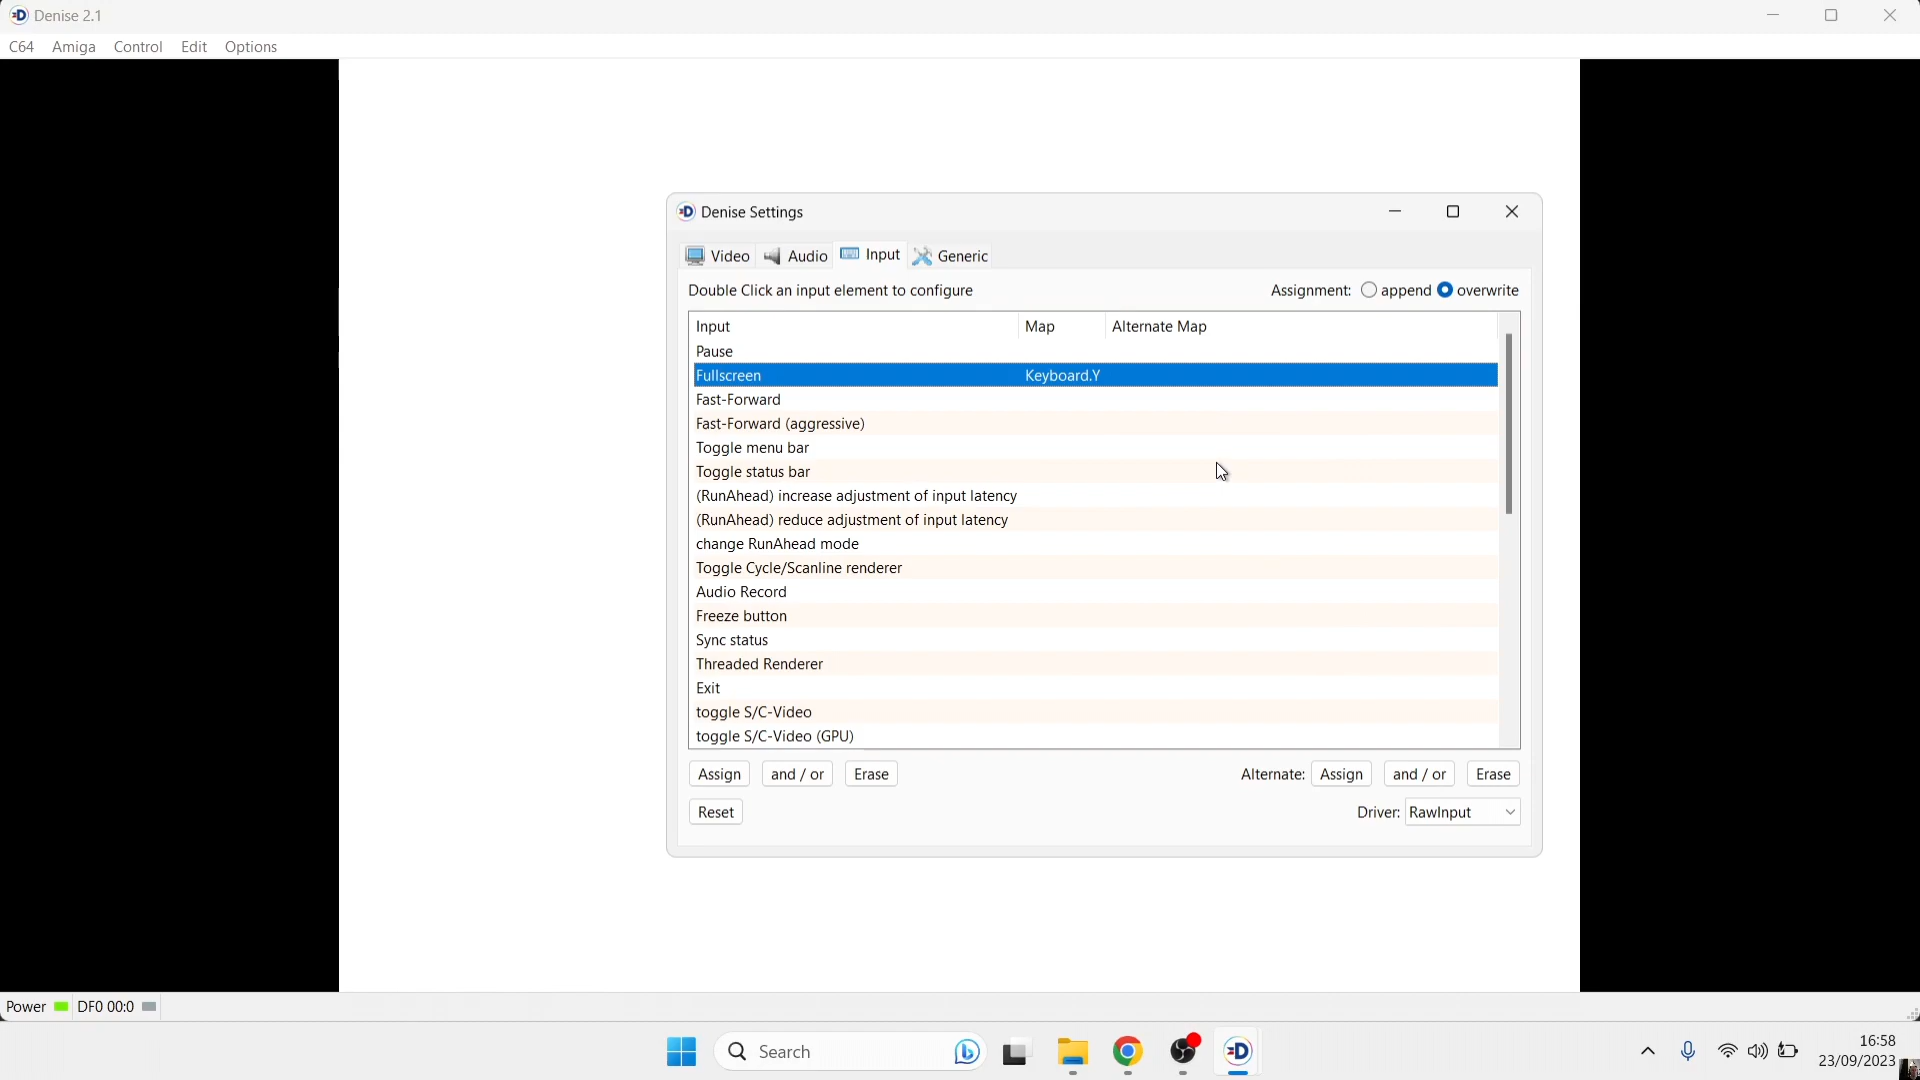 Denise 2.1
C64 Amiga Control Edit Options
Denise Settings
Video Audio Input Generic
Double Click an input element to configure Assignment: append overwrite
Input Map Alternate Map
Pause
Fullscreen Keyboard.Y
Fast-Forward
Fast-Forward (aggressive)
Toggle menu bar
Toggle status bar
(RunAhead) increase adjustment of input latency
(RunAhead) reduce adjustment of input latency
change RunAhead mode
Toggle Cycle/Scanline renderer
Audio Record
Freeze button
Sync status
Threaded Renderer
Exit
toggle S/C-Video
toggle S/C-Video (GPU)
Assign and / or Erase Alternate: Assign and / or Erase
Reset Driver: RawInput
Power DF0 00:0
Search
16:58
23/09/2023